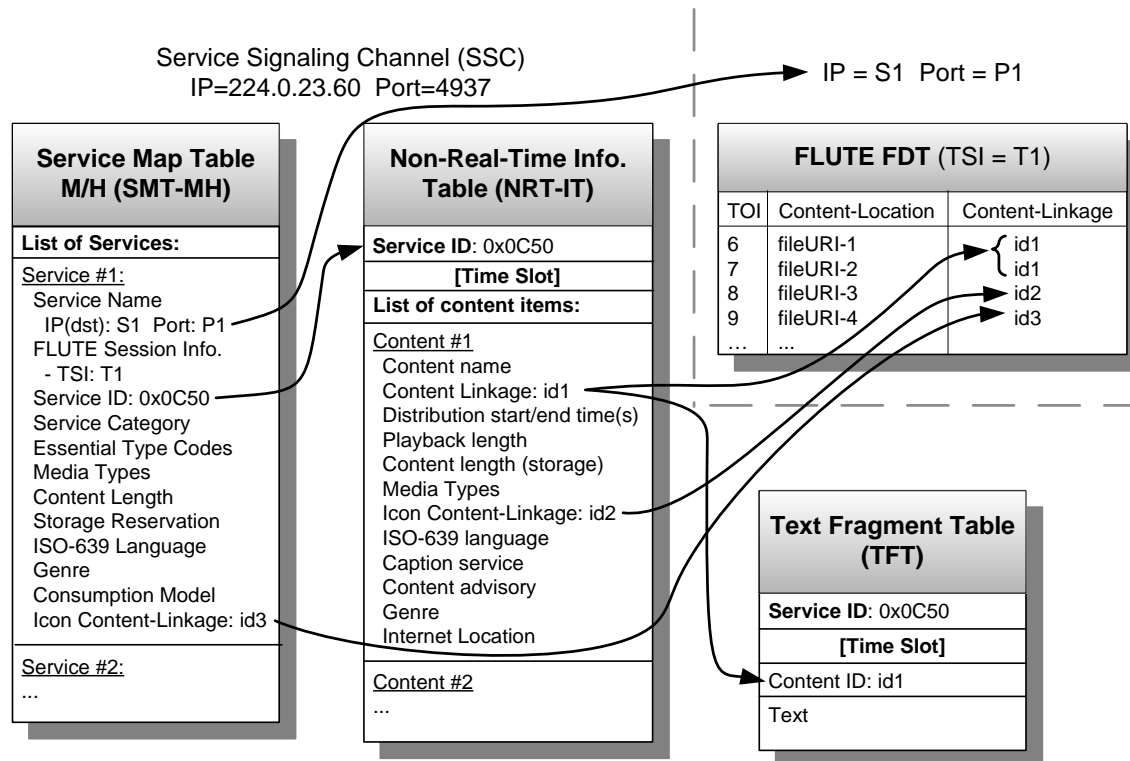 Service Signaling Channel (SSC)
IP=224.0.23.60 Port=4937
IP = S1 Port = P1
Service Map Table
M/H (SMT-MH)
List of Services:
Service #1:
Service Name
IP(dst): S1 Port: P1
FLUTE Session Info.
- TSI: T1
Service ID: 0x0C50
Service Category
Essential Type Codes
Media Types
Content Length
Storage Reservation
ISO-639 Language
Genre
Consumption Model
Icon Content-Linkage: id3
Service #2:
...
Non-Real-Time Info.
Table (NRT-IT)
Service ID: 0x0C50
[Time Slot]
List of content items:
Content #1
Content name
Content Linkage: id1
Distribution start/end time(s)
Playback length
Content length (storage)
Media Types
Icon Content-Linkage: id2
ISO-639 language
Caption service
Content advisory
Genre
Internet Location
Content #2
...
FLUTE FDT (TSI = T1)
TOI Content-Location Content-Linkage
6 fileURI-1 id1
7 fileURI-2 id1
8 fileURI-3 id2
9 fileURI-4 id3
... ...
Text Fragment Table
(TFT)
Service ID: 0x0C50
[Time Slot]
Content ID: id1
Text